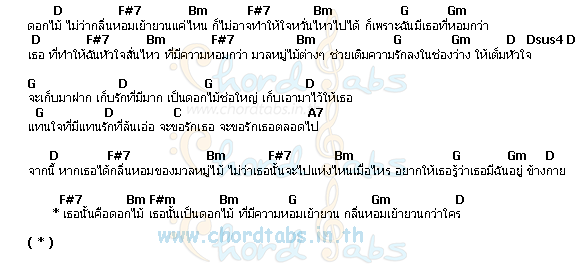 D F#7 Bm F#7 Bm G Gm
ดอกไม้ ไม่ว่ากลิ่นหอมเย้ายวนแค่ไหน ก็ไม่อาจทำให้ใจหวั่นไหวไปได้ ก็เพราะฉันมีเธอที่หอมกว่า
D F#7 Bm F#7 Bm G Gm D Dsus4 D
เธอ ที่ทำให้ฉันหัวใจสั่นไหว ที่มีความหอมกว่า มวลหมู่ไม้ต่างๆ ช่วยเติมความรักลงในช่องว่าง ให้เต็มหัวใจ
G D G D
จะเก็บมาฝาก เก็บรักที่มีมาก เป็นดอกไม้ช่อใหญ่ เก็บเอามาไว้ให้เธอ
G D C A7
แทนใจที่มีแทนรักที่ล้นเอ่อ จะขอรักเธอ จะขอรักเธอตลอดไป
D F#7 Bm F#7 Bm G Gm D
จากนี้ หากเธอได้กลิ่นหอมของมวลหมู่ไม้ ไม่ว่าเธอนั้นจะไปแห่งไหนเมื่อไหร อยากให้เธอรู้ว่าเธอมีฉันอยู่ ข้างกาย
F#7 Bm F#m Bm G Gm D
* เธอนั้นคือดอกไม้ เธอนั้นเป็นดอกไม้ ที่มีความหอมเย้ายวน กลิ่นหอมเย้ายวนกว่าใคร
( * )
www.chordtabs.in.th